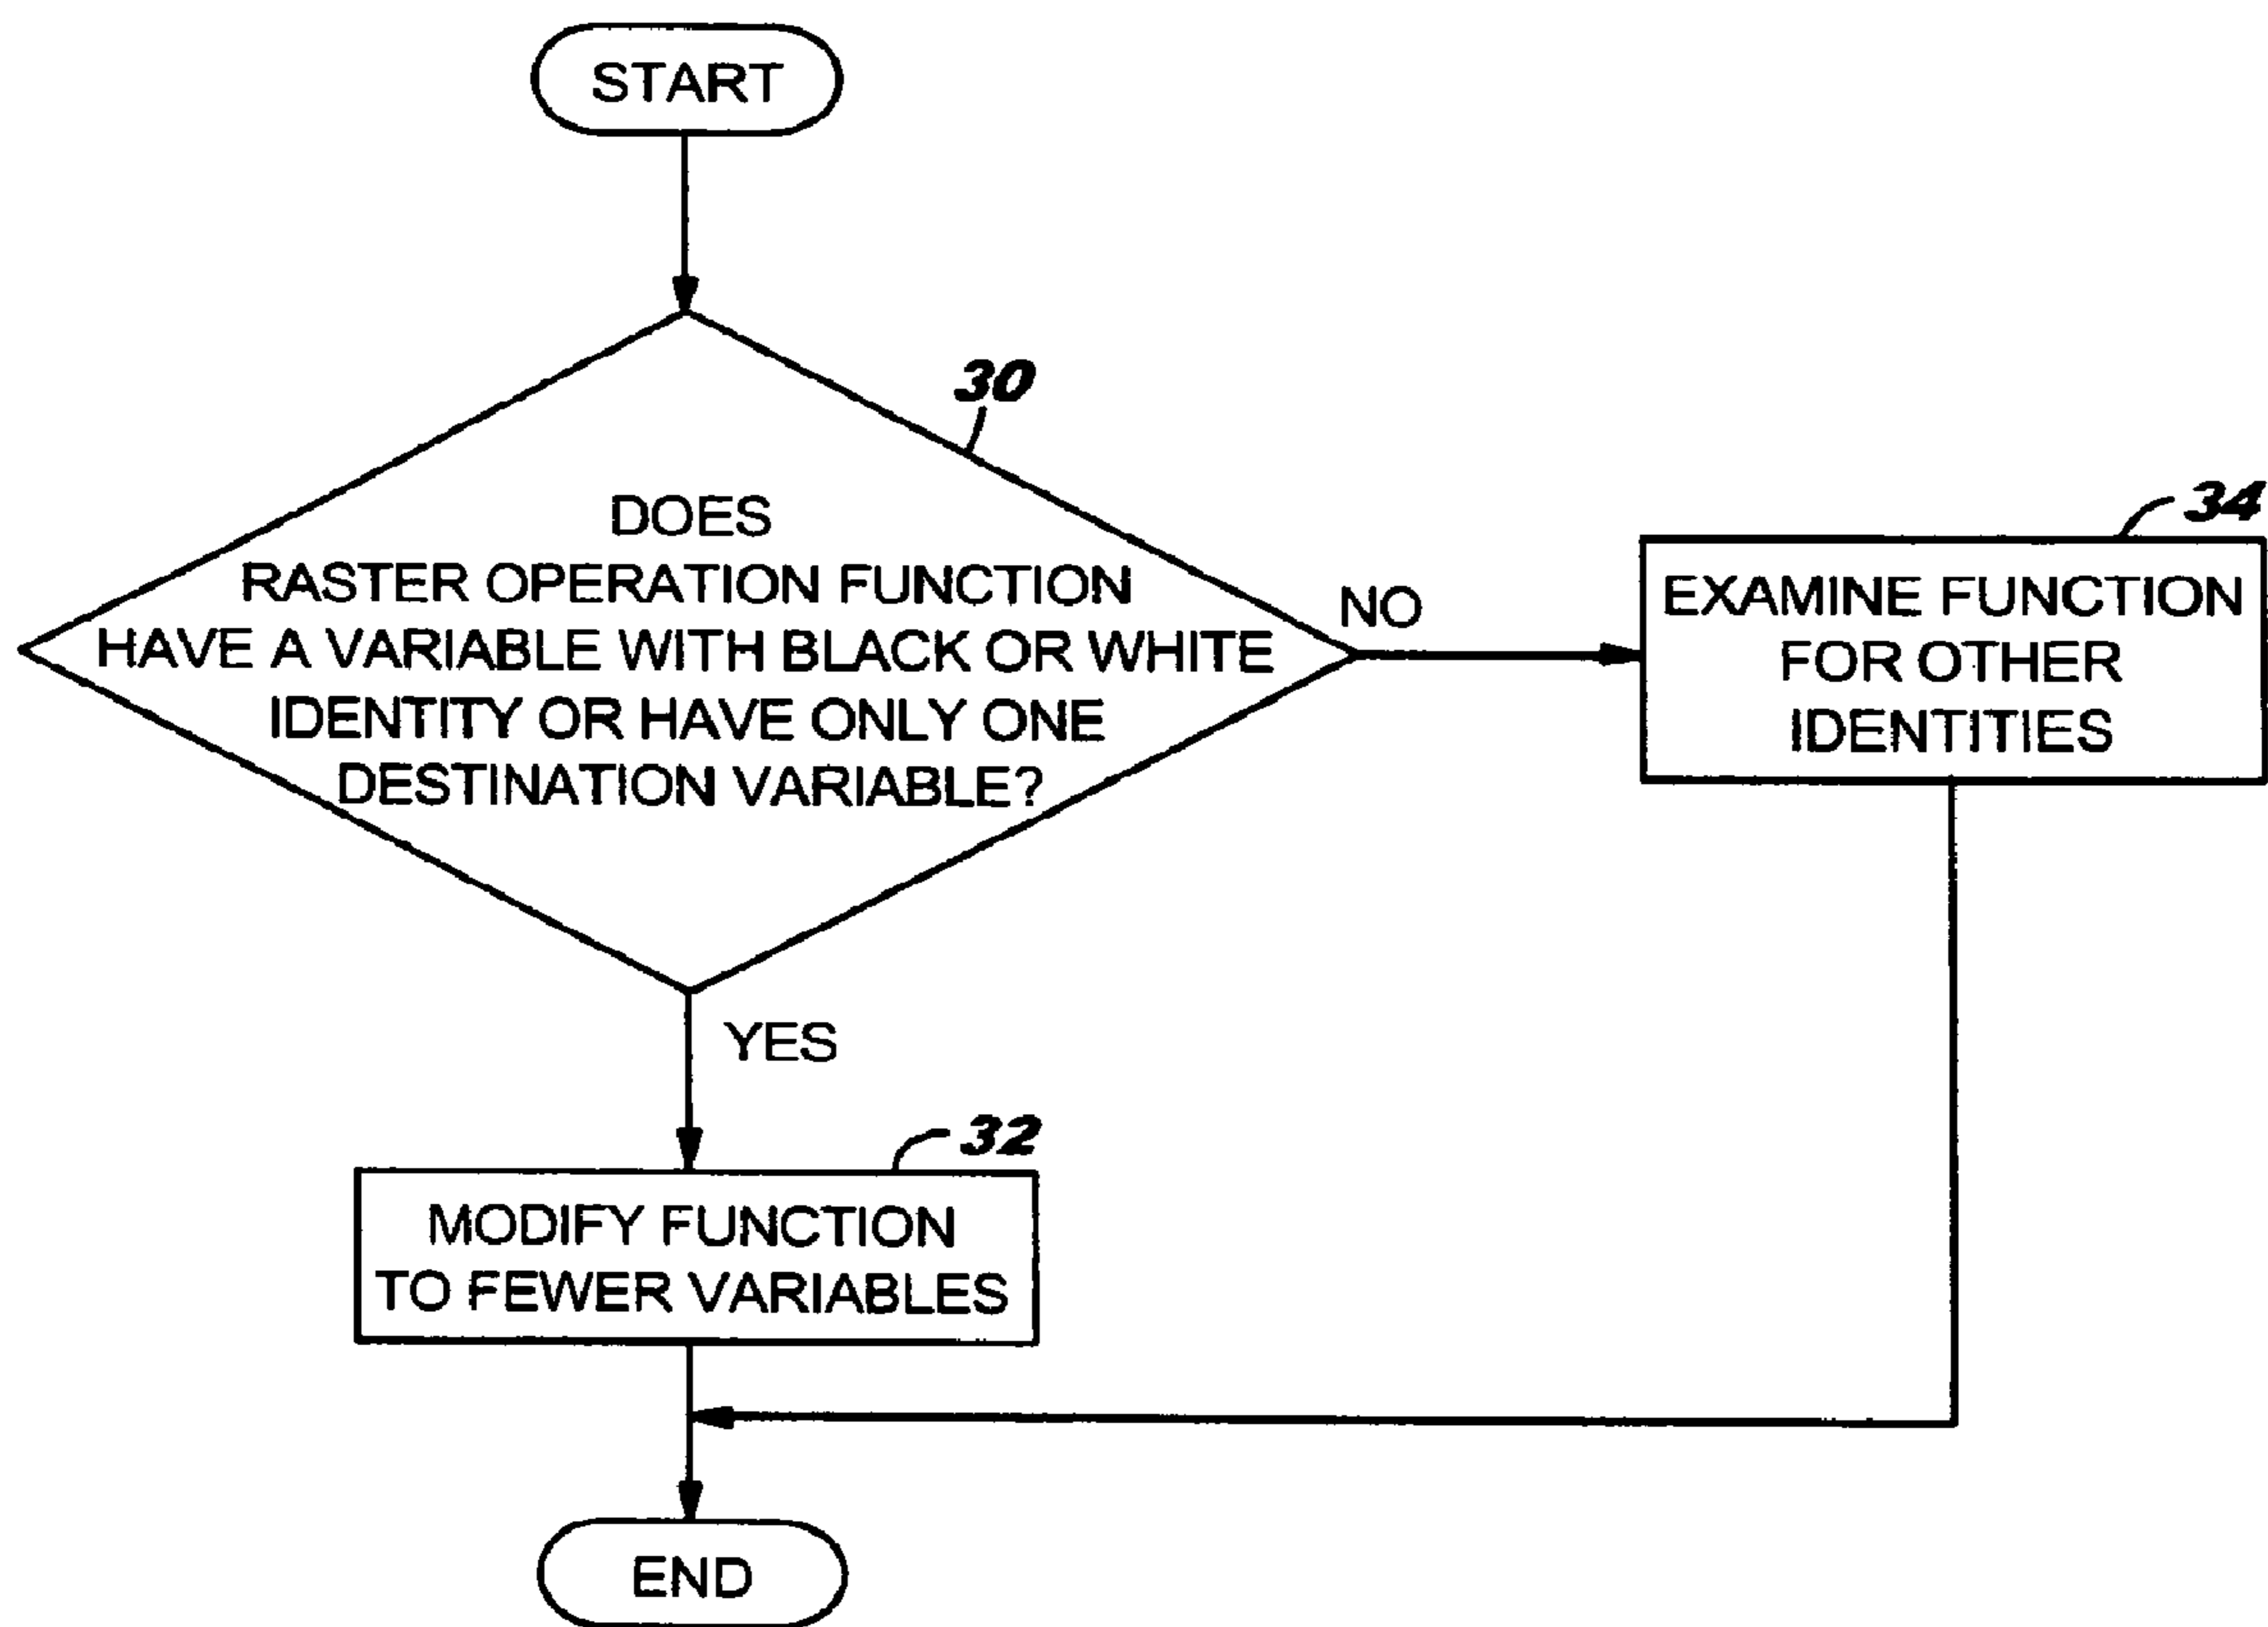 START
30
DOES
RASTER OPERATION FUNCTION
HAVE A VARIABLE WITH BLACK OR WHITE
IDENTITY OR HAVE ONLY ONE
DESTINATION VARIABLE?
NO
34
EXAMINE FUNCTION
FOR OTHER
IDENTITIES
YES
32
MODIFY FUNCTION
TO FEWER VARIABLES
END